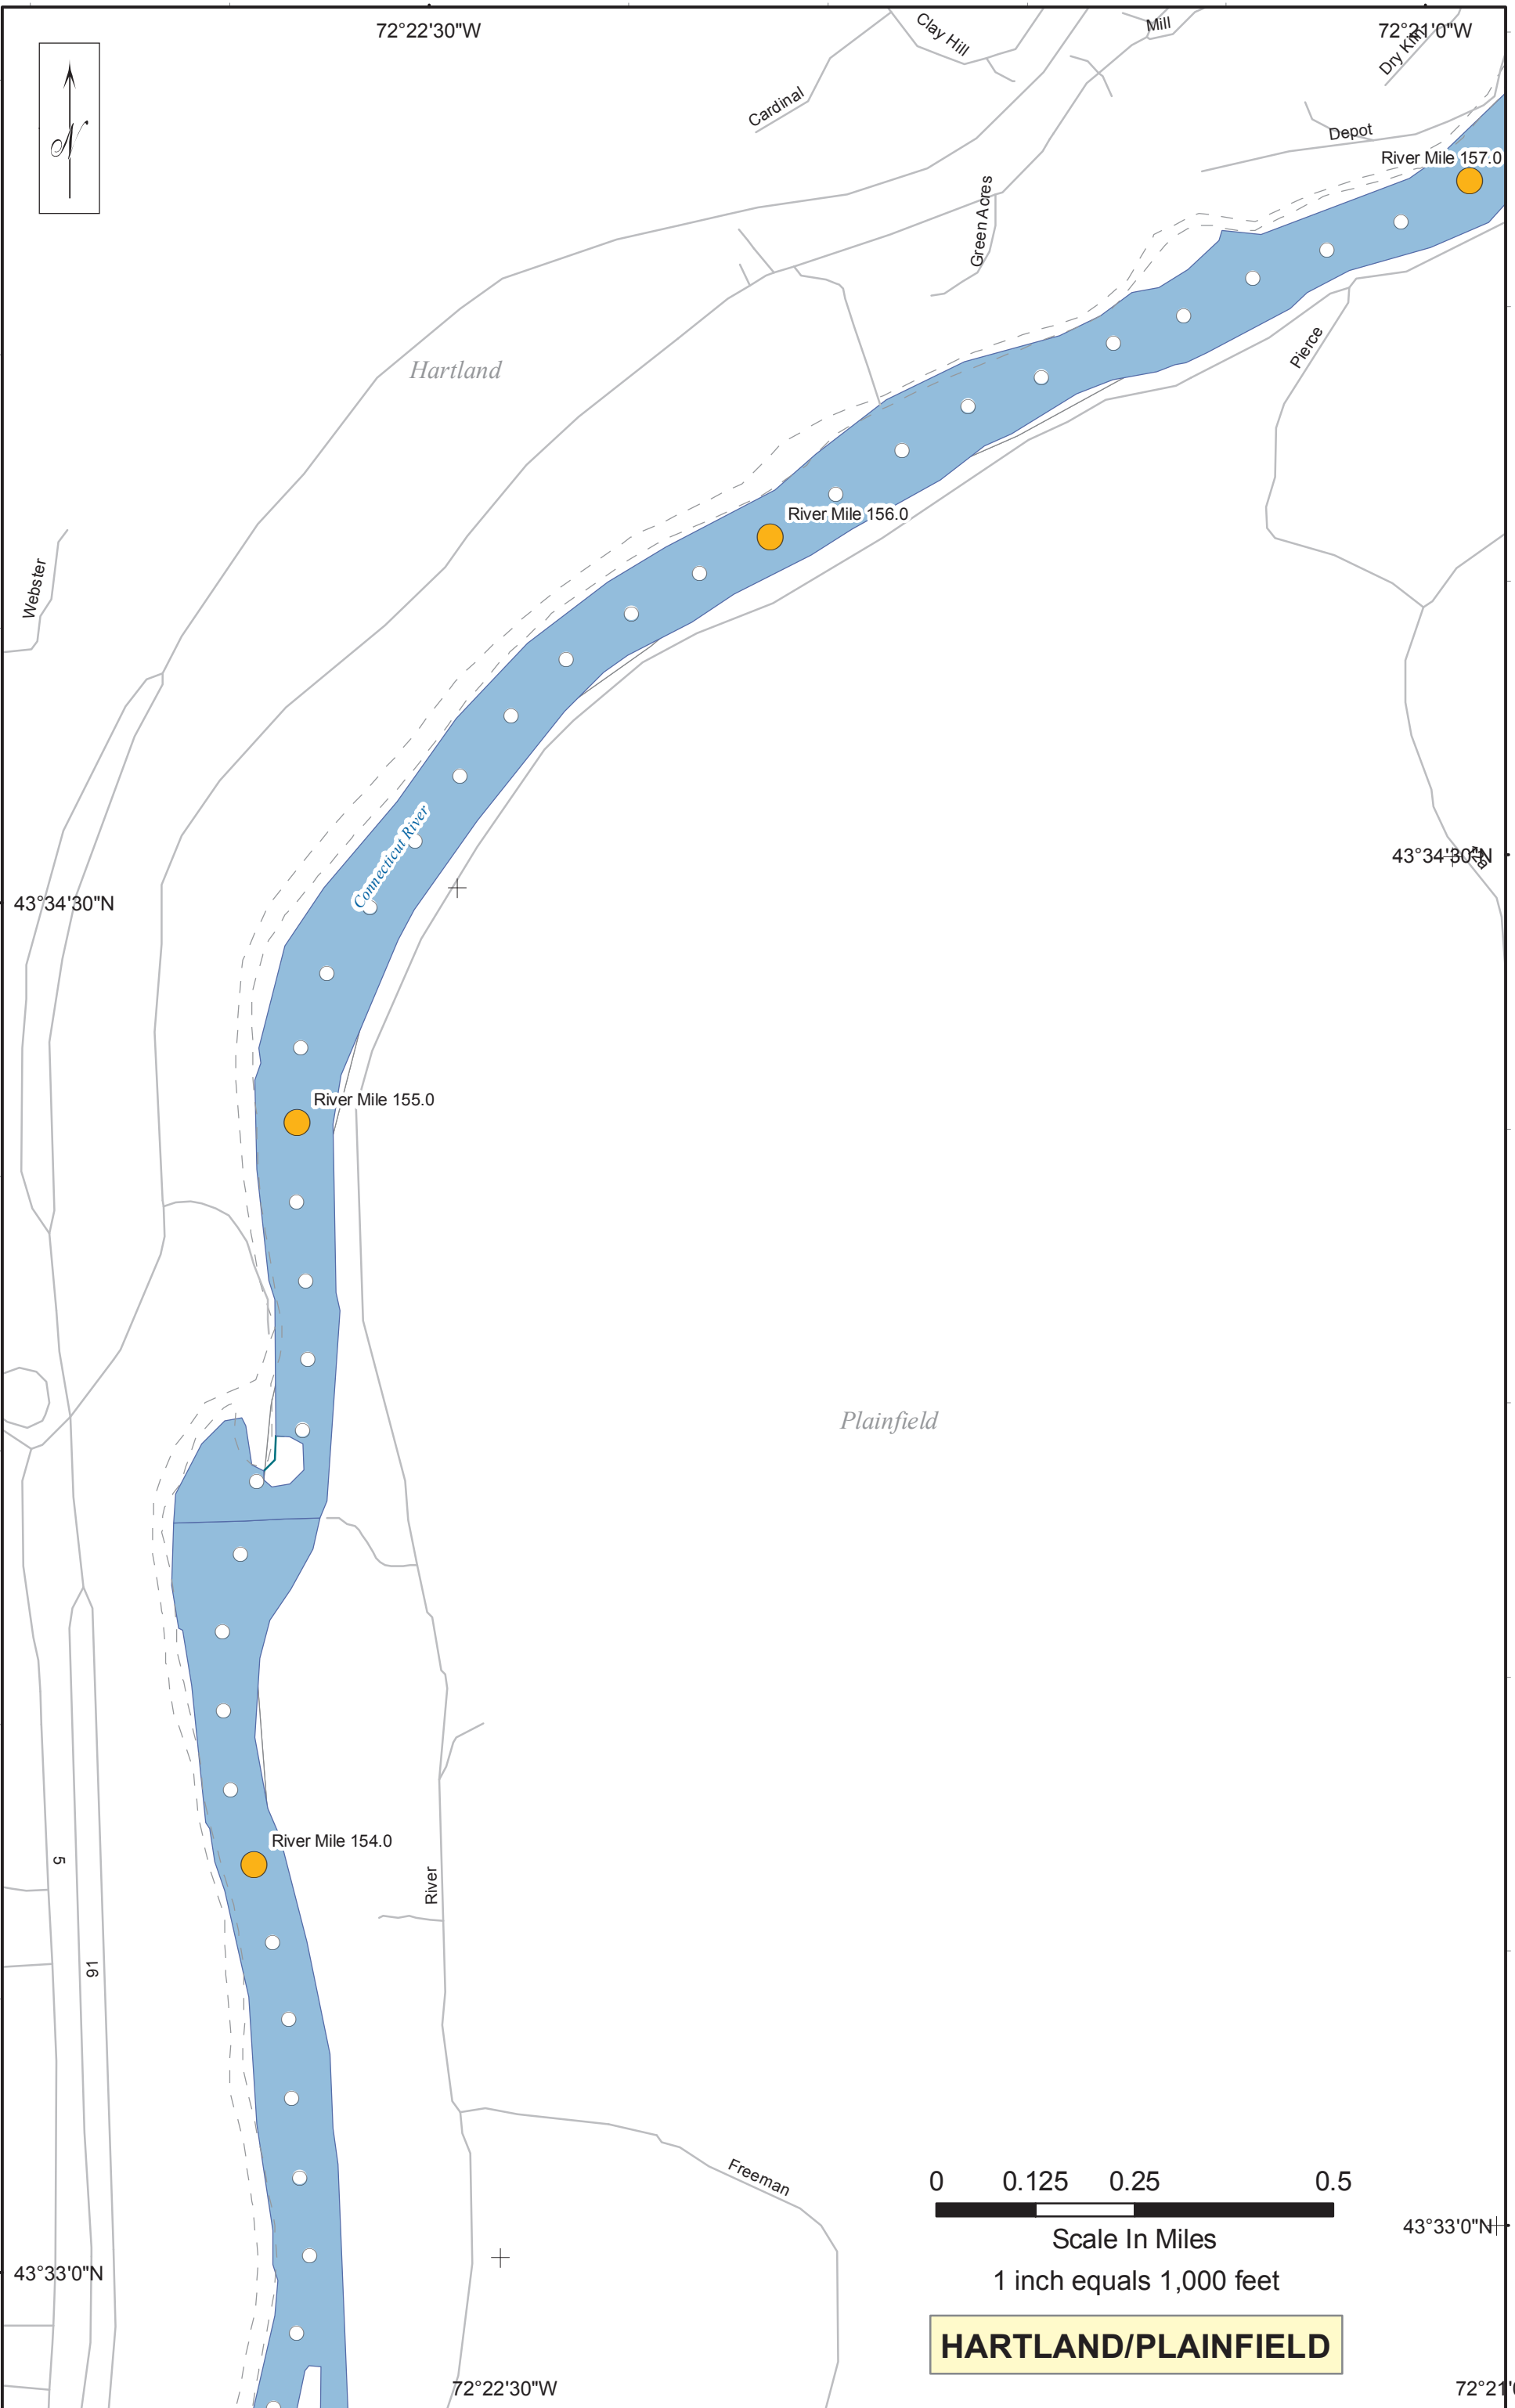 72°22'30"W
72°21'0"W
Clay Hill
Mill
Dry Kiln
Cardinal
Depot
N
River Mile 157.0
Green Acres
Pierce
Hartland
River Mile 156.0
Webster
Connecticut River
43°34'30"N
43°34'30"N
River Mile 155.0
Plainfield
River Mile 154.0
5
River
91
Freeman
0 0.125 0.25 0.5
Scale In Miles
43°33'0"N
43°33'0"N
1 inch equals 1,000 feet
HARTLAND/PLAINFIELD
72°22'30"W